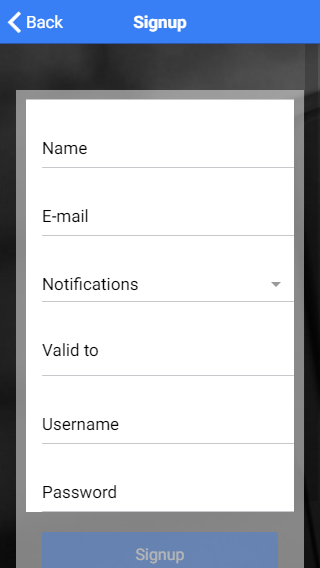 Back
Signup
Name
E-mail
Notifications
Valid to
Username
Password
Signup